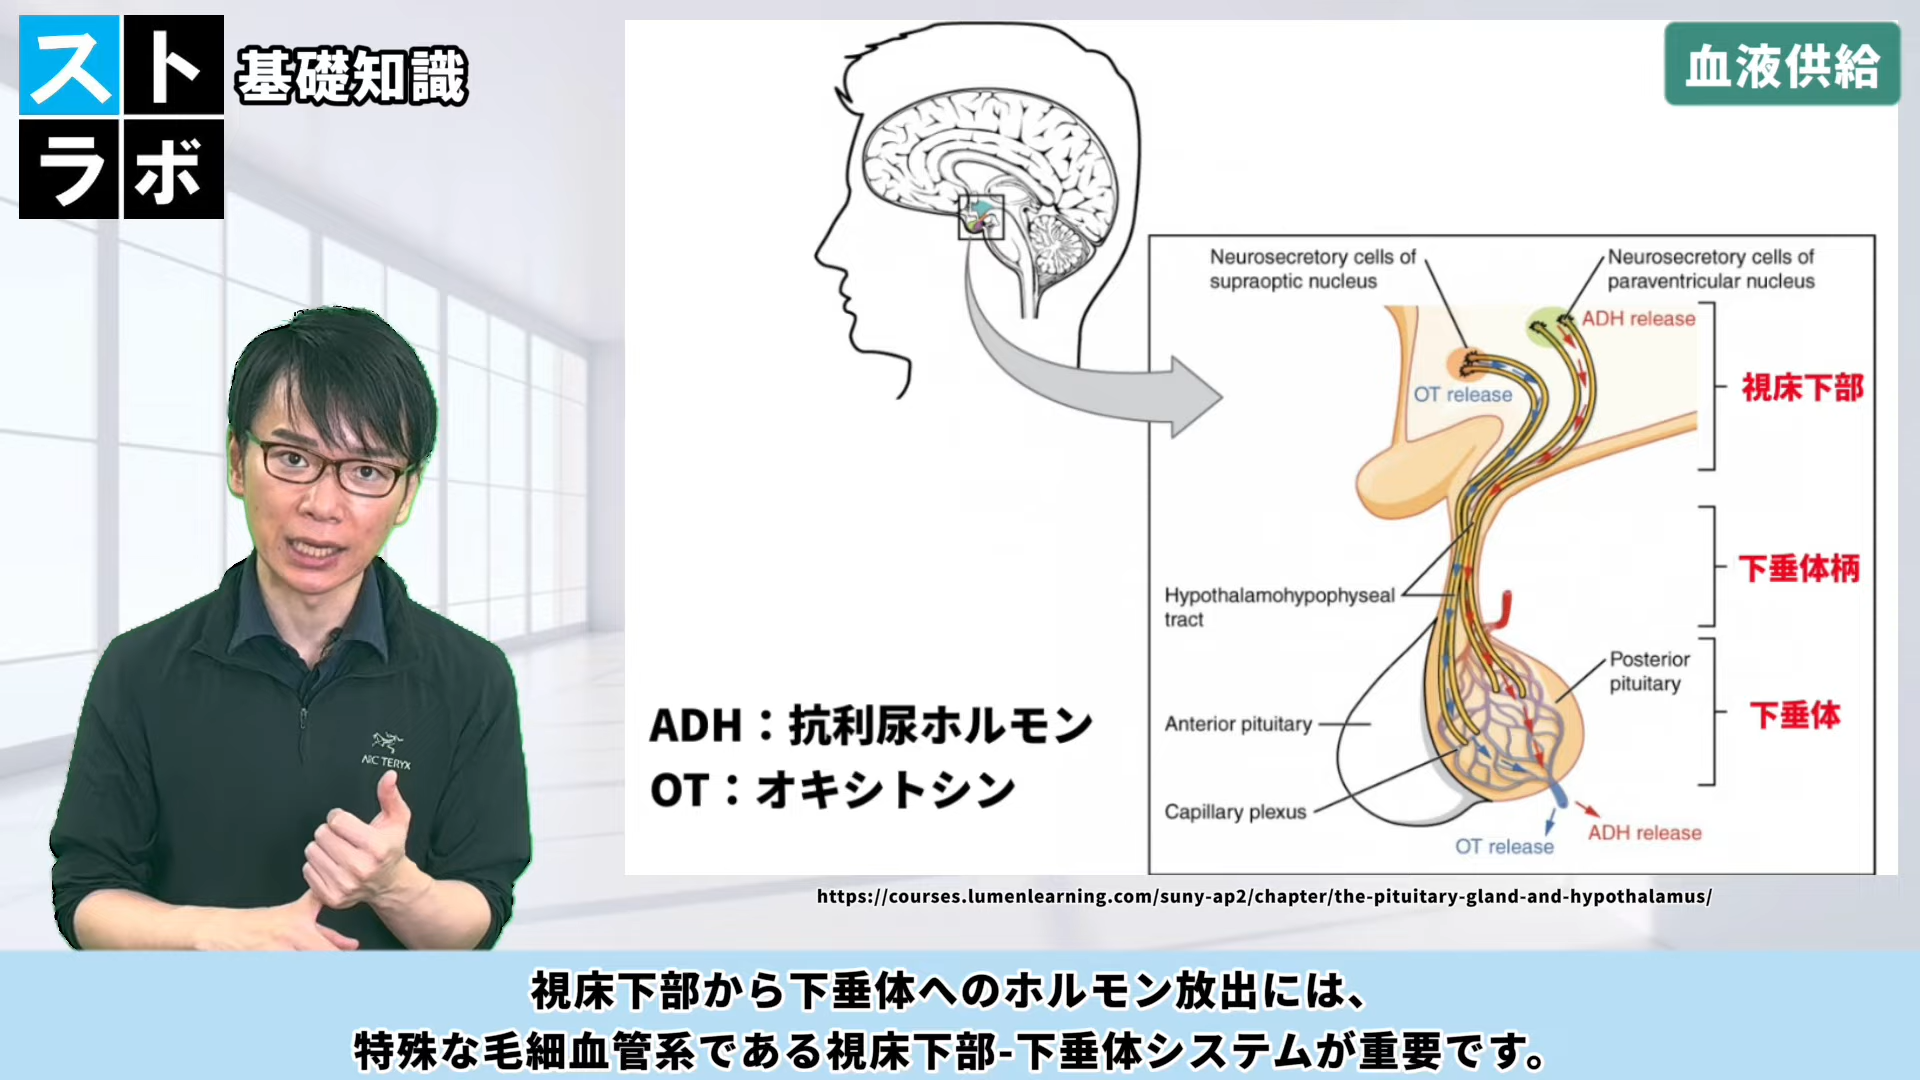 スト
ラボ
基礎知識
血液供給
Neurosecretory cells of
supraoptic nucleus
Neurosecretory cells of
paraventricular nucleus
ADH release
OT release
視床下部
Hypothalamohypophyseal
tract
下垂体柄
Posterior
pituitary
下垂体
Anterior pituitary
Capillary plexus
ADH release
OT release
ADH：抗利尿ホルモン
OT：オキシトシン
ARC'TERYX
https://courses.lumenlearning.com/suny-ap2/chapter/the-pituitary-gland-and-hypothalamus/
視床下部から下垂体へのホルモン放出には、
特殊な毛細血管系である視床下部-下垂体システムが重要です。